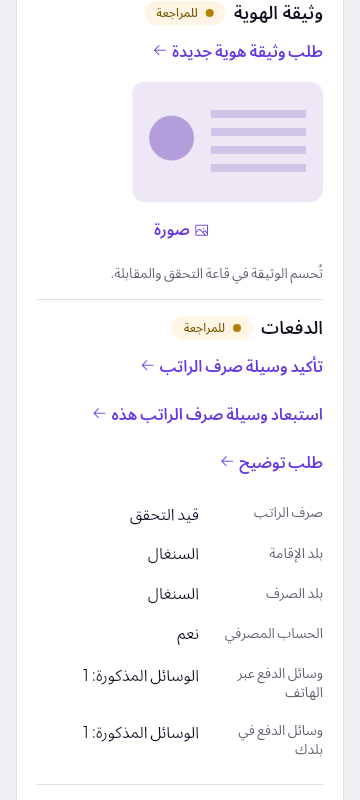 وثيقة الهوية للمراجعة
طلب وثيقة هوية جديدة ←
صورة
تُحسم الوثيقة في قاعة التحقق والمقابلة.
الدفعات للمراجعة
تأكيد وسيلة صرف الراتب ←
استبعاد وسيلة صرف الراتب هذه ←
طلب توضيح ←
صرف الراتب قيد التحقق
بلد الإقامة السنغال
بلد الصرف السنغال
الحساب المصرفي نعم
وسائل الدفع عبر الهاتف الوسائل المذكورة: 1
وسائل الدفع في بلدك الوسائل المذكورة: 1